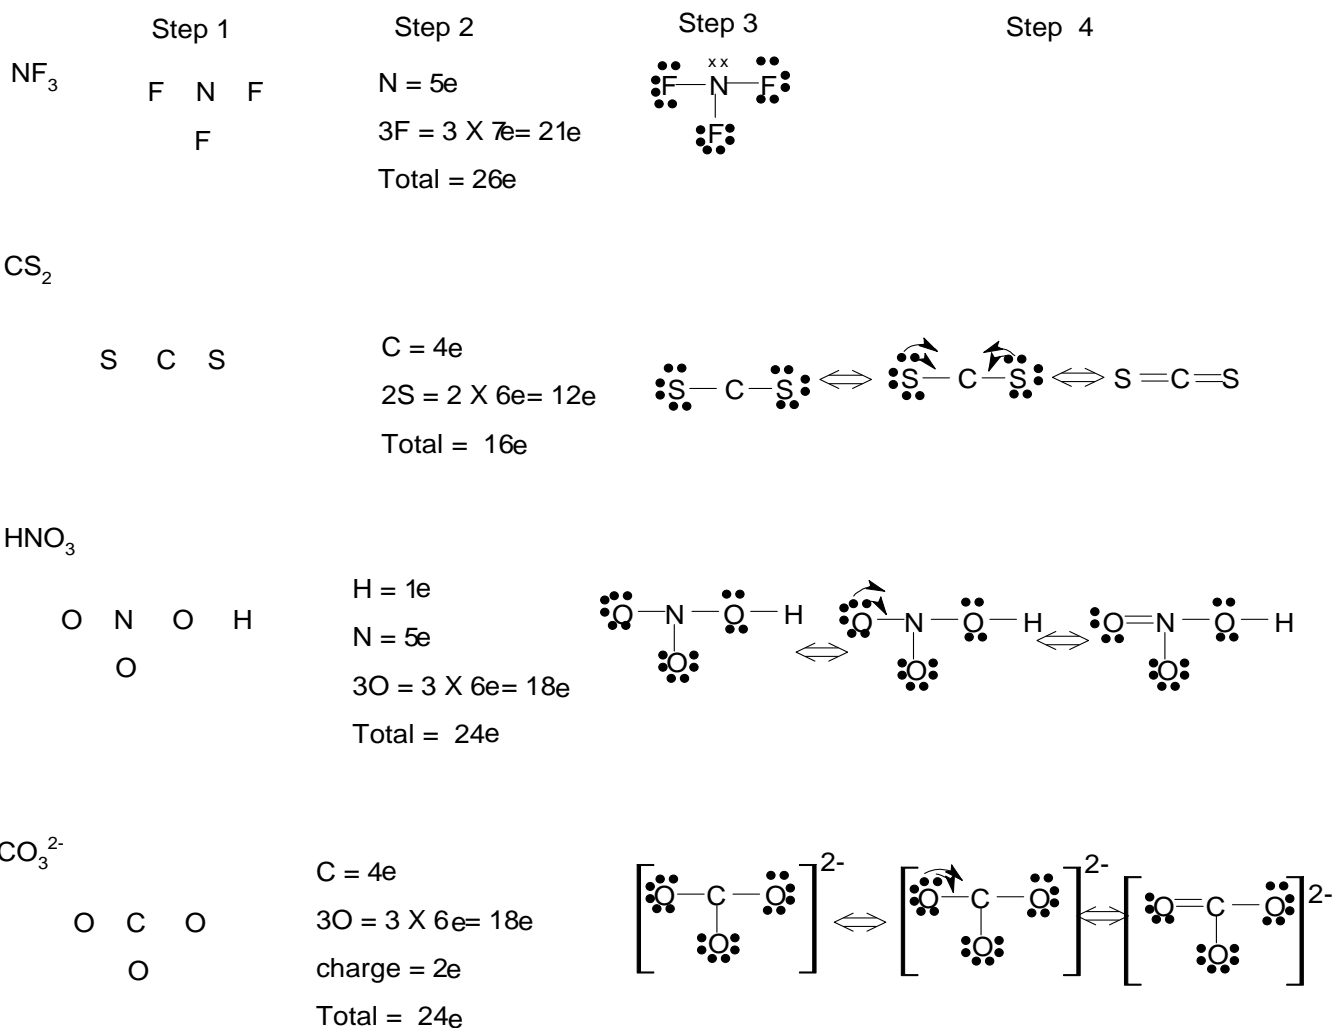 Step 1 Step 2 Step 3 Step 4
NF3
F N F
F
N = 5e
3F = 3 X 7e= 21e
Total = 26e
x x
F N F
F
CS2
S C S
C = 4e
2S = 2 X 6e= 12e
Total = 16e
S C S
S C S
S C S
HNO3
O N O H
O
H = 1e
N = 5e
3O = 3 X 6e= 18e
Total = 24e
O N O H
O
O N O H
O
O N O H
O
CO3 2-
O C O
O
C = 4e
3O = 3 X 6e= 18e
charge = 2e
Total = 24e
O C O 2-
O
O C O 2-
O
O C O 2-
O